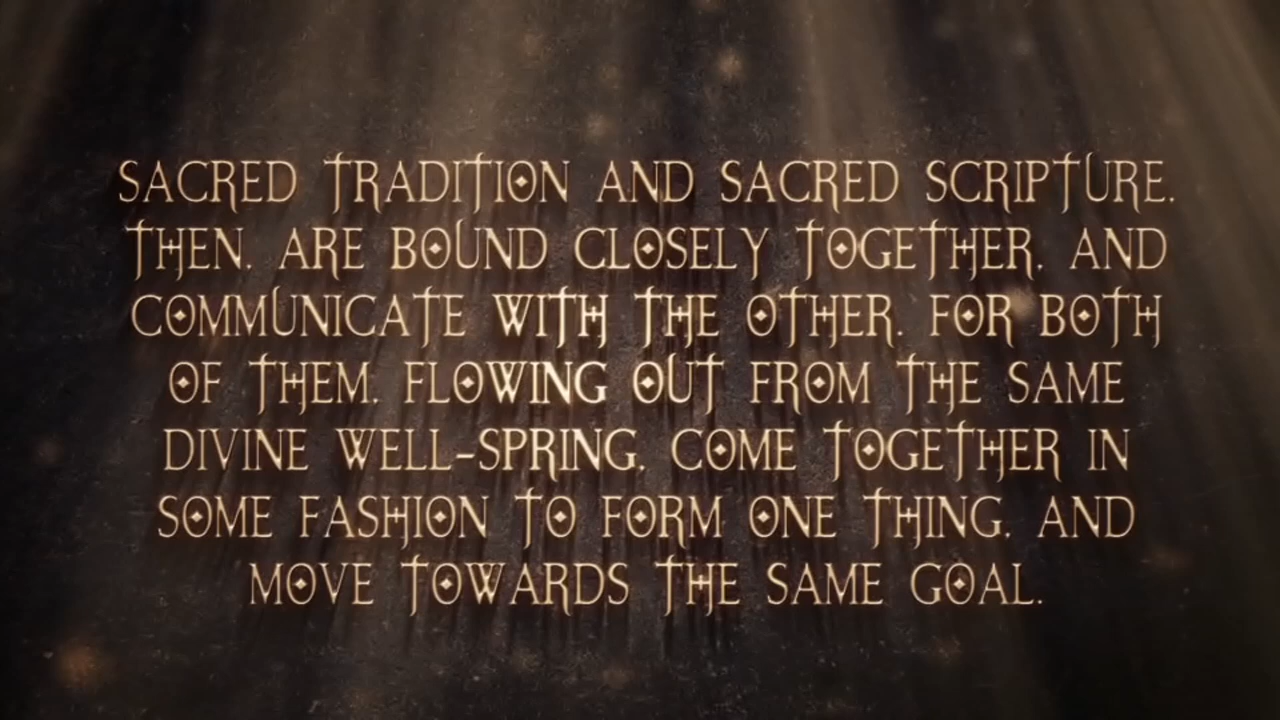 SACRED TRADITION AND SACRED SCRIPTURE,
THEN, ARE BOUND CLOSELY TOGETHER, AND
COMMUNICATE WITH THE OTHER. FOR BOTH
OF THEM, FLOWING OUT FROM THE SAME
DIVINE WELL-SPRING, COME TOGETHER IN
SOME FASHION TO FORM ONE THING, AND
MOVE TOWARDS THE SAME GOAL.